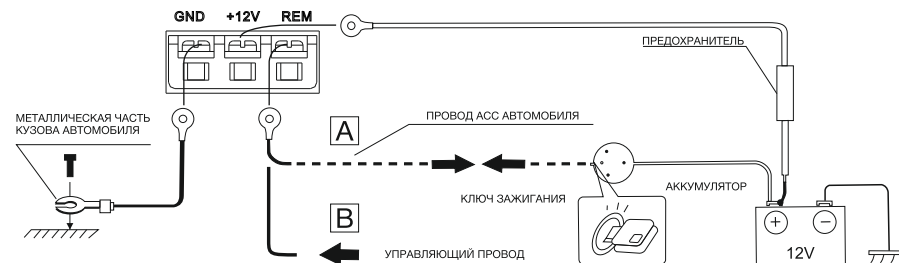 GND +12V REM
ПРЕДОХРАНИТЕЛЬ
МЕТАЛЛИЧЕСКАЯ ЧАСТЬ
КУЗОВА АВТОМОБИЛЯ
A
ПРОВОД АСС АВТОМОБИЛЯ
КЛЮЧ ЗАЖИГАНИЯ
АККУМУЛЯТОР
B
УПРАВЛЯЮЩИЙ ПРОВОД
+ −
12V